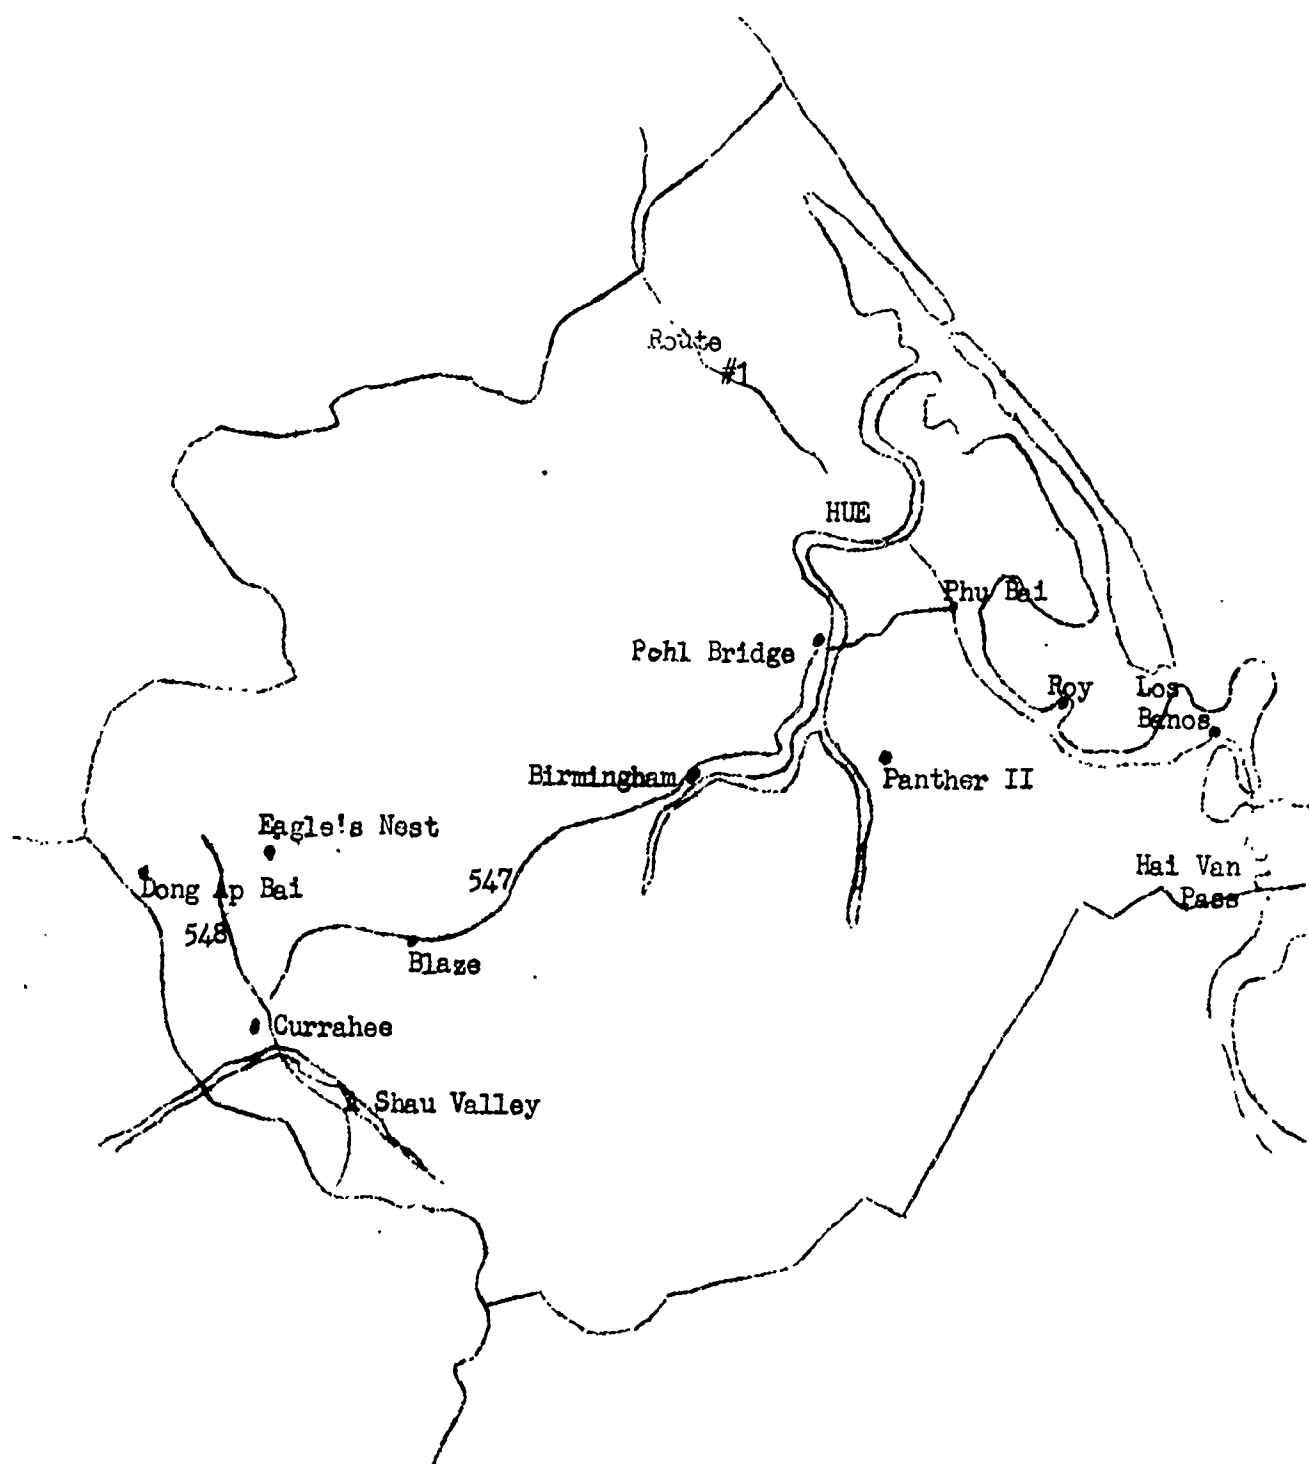 Route
#1
HUE
Phu Bai
Pohl Bridge
Roy
Los
Banos
Birmingham
Panther II
Eagle's Nest
Hai Van
Pass
547
Dong Ap Bai
548
Blaze
Currahee
A Shau Valley